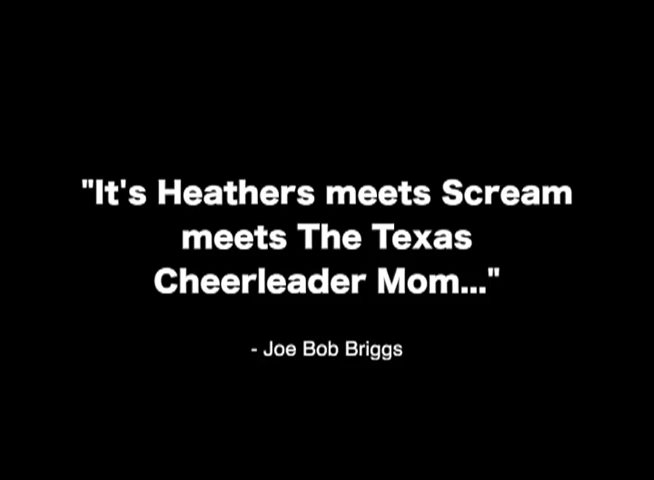 "It's Heathers meets Scream
meets The Texas
Cheerleader Mom..."
- Joe Bob Briggs